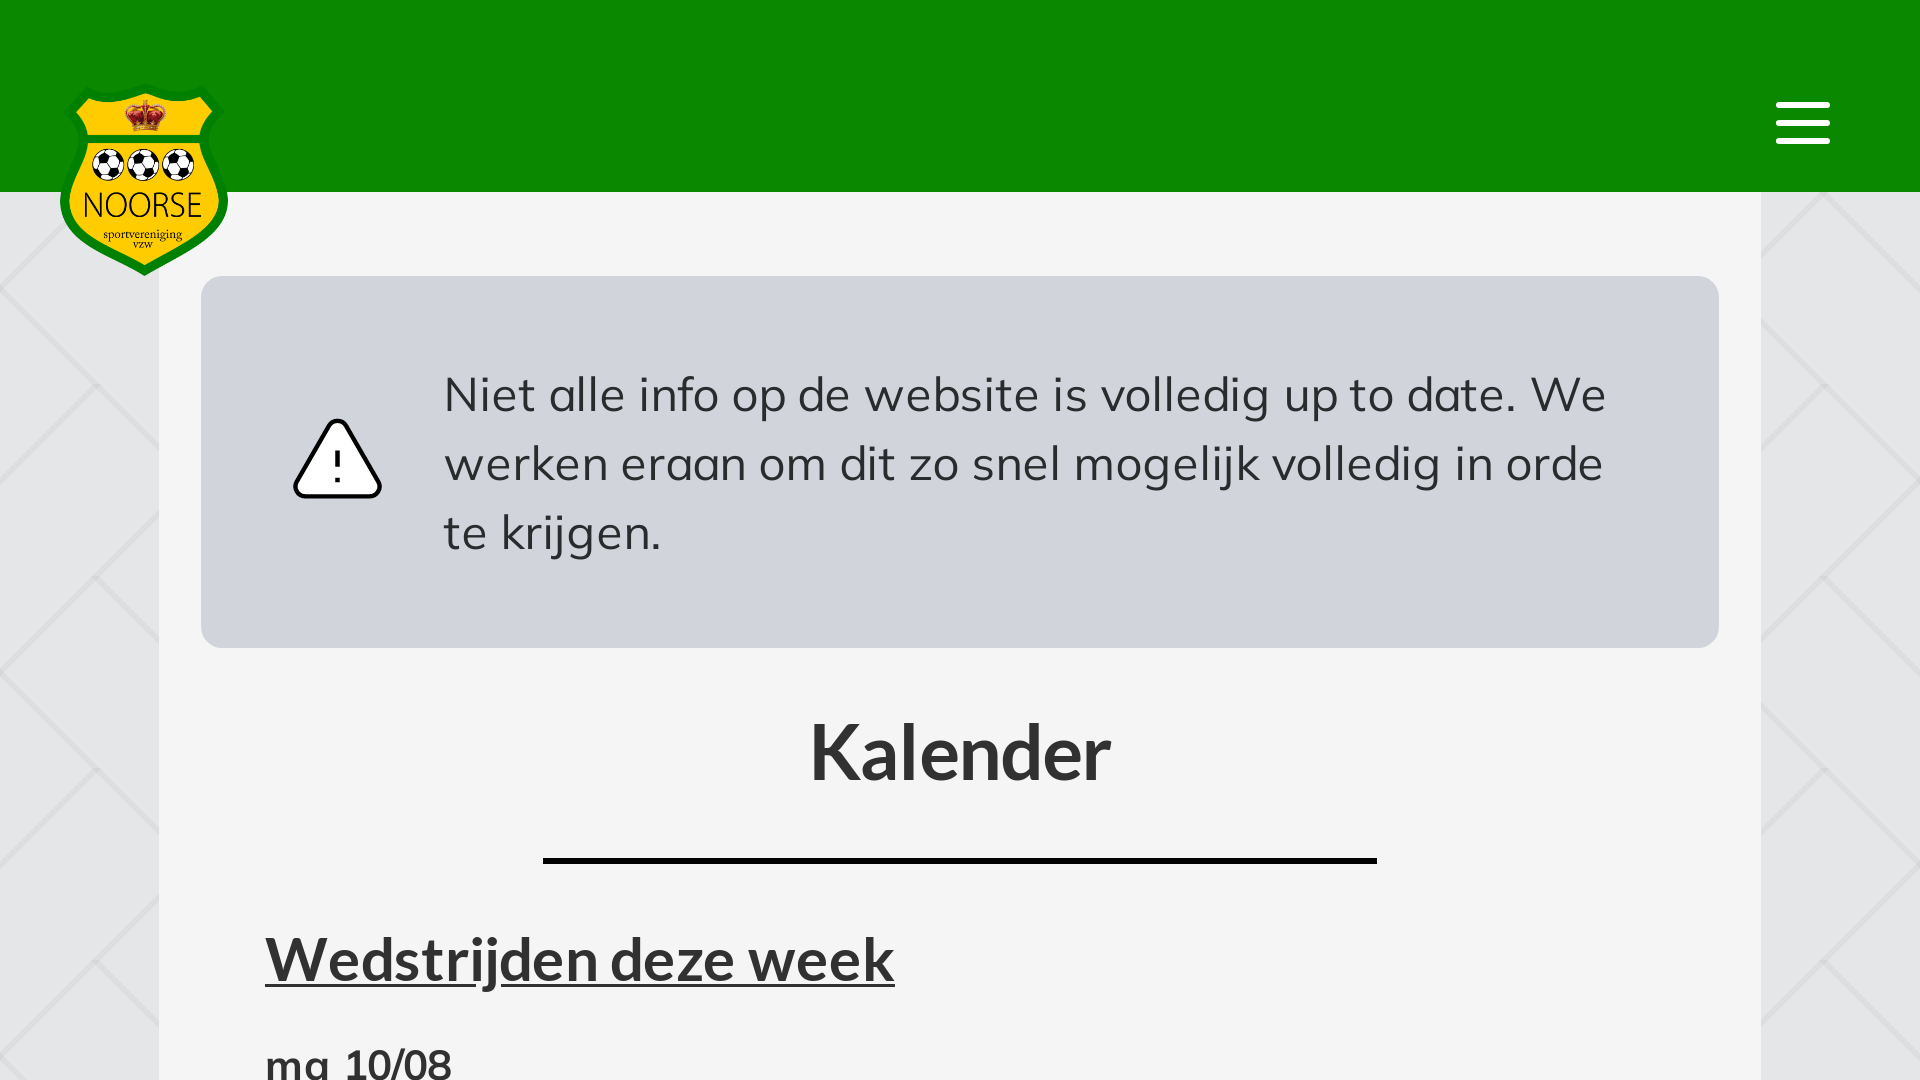 NOORSE
sportvereniging
vzw
Niet alle info op de website is volledig up to date. We
werken eraan om dit zo snel mogelijk volledig in orde
te krijgen.
Kalender
Wedstrijden deze week
ma 10/08